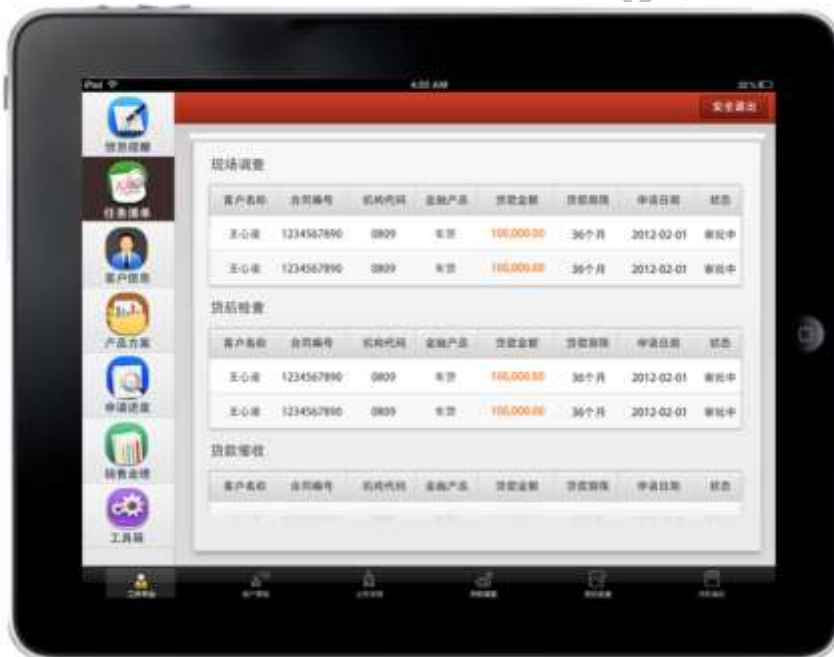 iPad
4:00 AM
安全退出
信息提醒
任务清单
客户信息
产品方案
申请进度
销售业绩
工具箱
现场调查
客户名称 合同编号 机构代码 金融产品 贷款金额 贷款期限 申请日期 状态
王心凌 1234567890 0809 车贷 100,000.00 36个月 2012-02-01 审批中
王心凌 1234567890 0809 车贷 100,000.00 36个月 2012-02-01 审批中
贷后检查
客户名称 合同编号 机构代码 金融产品 贷款金额 贷款期限 申请日期 状态
王心凌 1234567890 0809 车贷 100,000.00 36个月 2012-02-01 审批中
王心凌 1234567890 0809 车贷 100,000.00 36个月 2012-02-01 审批中
贷款催收
客户名称 合同编号 机构代码 金融产品 贷款金额 贷款期限 申请日期 状态
工作平台